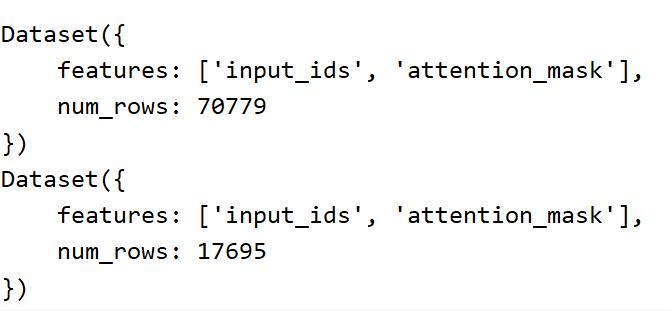 Dataset({
    features: ['input_ids', 'attention_mask'],
    num_rows: 70779
})
Dataset({
    features: ['input_ids', 'attention_mask'],
    num_rows: 17695
})